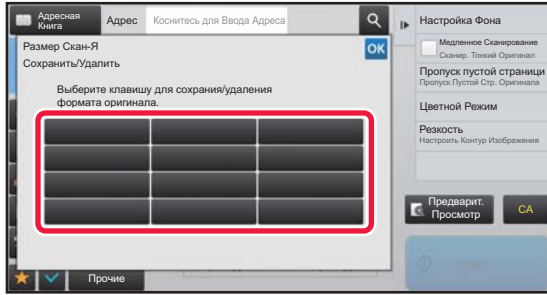 Адресная
Книга
Адрес
Коснитесь для Ввода Адреса
Размер Скан-Я
OK
Сохранить/Удалить
Выберите клавишу для сохрания/удаления
формата оригинала.
Прочие
Настройка Фона
Медленное Сканирование
Сканир. Тонкий Оригинал
Пропуск пустой страници
Пропуск Пустой Стр. Оригинала
Цветной Режим
Резкость
Настроить Контур Изображения
Предварит.
Просмотр
CA
Старт